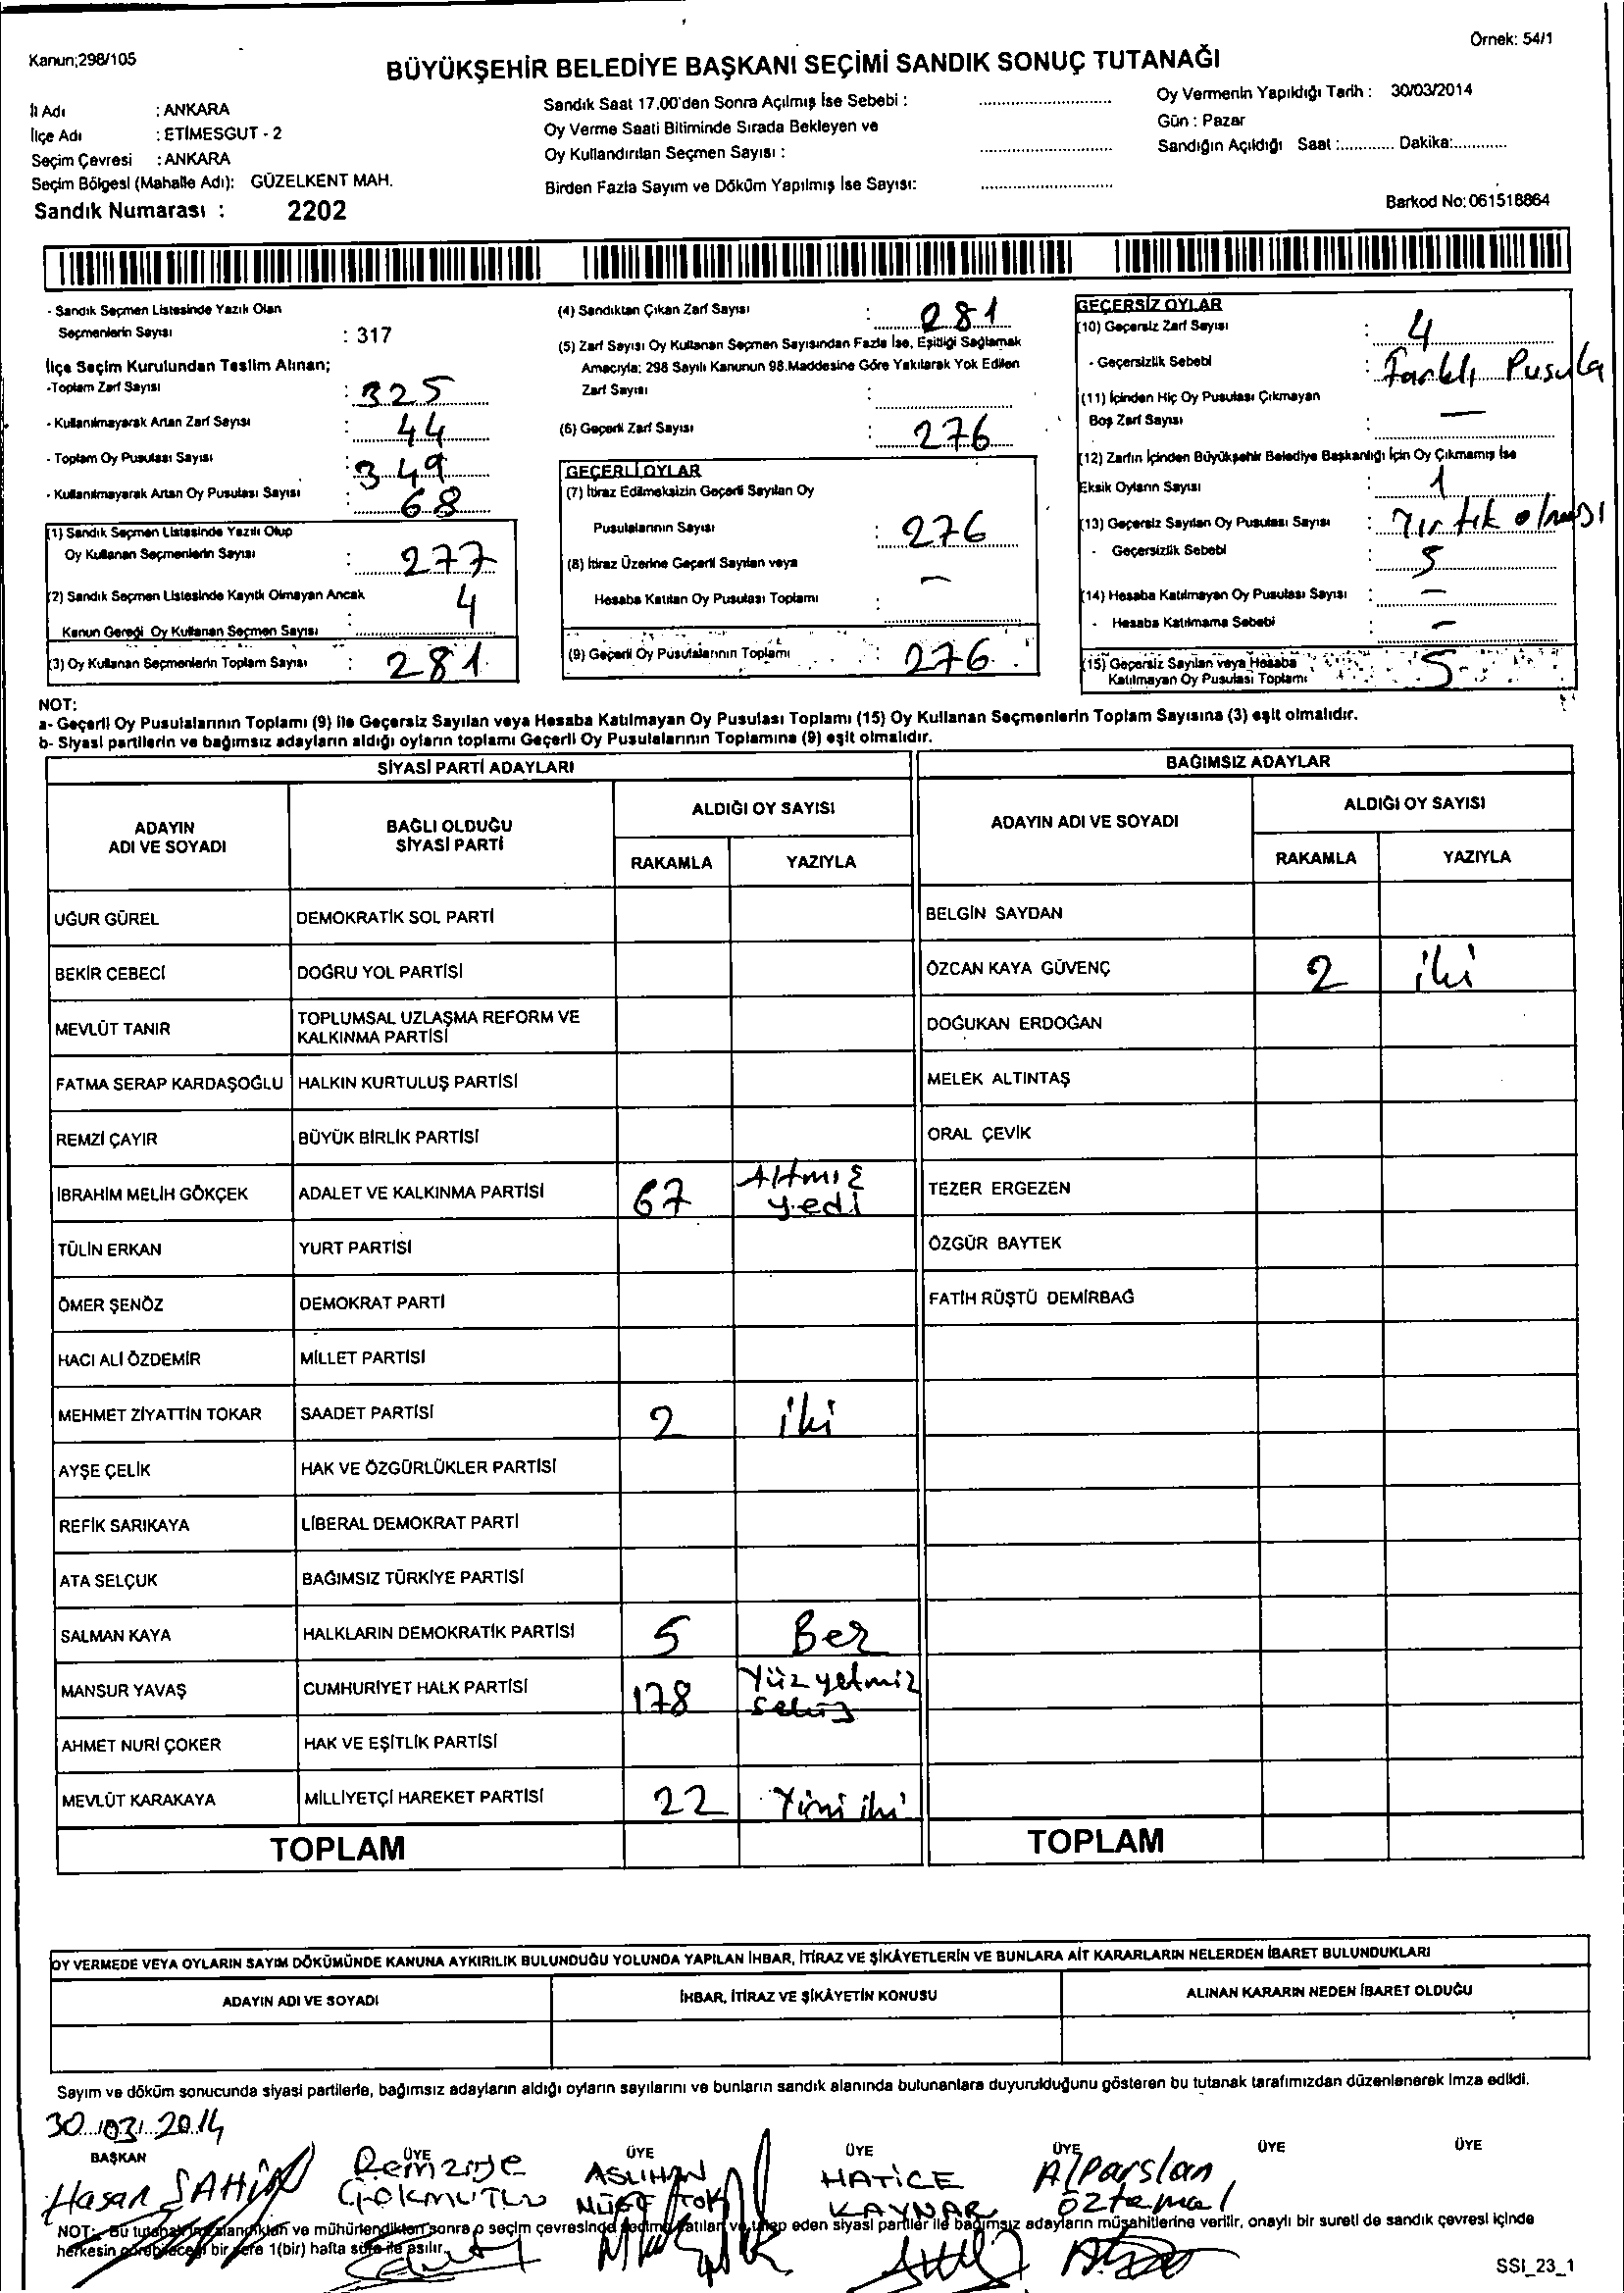 Örnek: 54/1
Kanun;298/105
BÜYÜKŞEHİR BELEDİYE BAŞKANI SEÇİMİ SANDIK SONUÇ TUTANAĞI
İl Adı : ANKARA
İlçe Adı : ETİMESGUT - 2
Seçim Çevresi : ANKARA
Seçim Bölgesi (Mahalle Adı): GÜZELKENT MAH.
Sandık Numarası : 2202
Sandık Saat 17.00'den Sonra Açılmış İse Sebebi :
Oy Verme Saati Bitiminde Sırada Bekleyen ve
Oy Kullandırılan Seçmen Sayısı :
Birden Fazla Sayım ve Döküm Yapılmış İse Sayısı:
Oy Vermenin Yapıldığı Tarih : 30/03/2014
Gün : Pazar
Sandığın Açıldığı Saat :............ Dakika:............
Barkod No: 061518864
- Sandık Seçmen Listesinde Yazılı Olan
Seçmenlerin Sayısı : 317
İlçe Seçim Kurulundan Teslim Alınan;
-Toplam Zarf Sayısı : 325
- Kullanılmayarak Artan Zarf Sayısı : 44
- Toplam Oy Pusulası Sayısı : 349
- Kullanılmayarak Artan Oy Pusulası Sayısı : 68
(1) Sandık Seçmen Listesinde Yazılı Olup
Oy Kullanan Seçmenlerin Sayısı : 277
(2) Sandık Seçmen Listesinde Kayıtlı Olmayan Ancak
Kanun Gereği Oy Kullanan Seçmen Sayısı : 4
(3) Oy Kullanan Seçmenlerin Toplam Sayısı : 281
(4) Sandıktan Çıkan Zarf Sayısı : 281
(5) Zarf Sayısı Oy Kullanan Seçmen Sayısından Fazla İse, Eşitliği Sağlamak
Amacıyla; 298 Sayılı Kanunun 98.Maddesine Göre Yakılarak Yok Edilen
Zarf Sayısı :
(6) Geçerli Zarf Sayısı : 276
GEÇERLİ OYLAR
(7) İtiraz Edilmeksizin Geçerli Sayılan Oy
Pusulalarının Sayısı : 276
(8) İtiraz Üzerine Geçerli Sayılan veya
Hesaba Katılan Oy Pusulası Toplamı : -
(9) Geçerli Oy Pusulalarının Toplamı : 276
GEÇERSİZ OYLAR
(10) Geçersiz Zarf Sayısı : 4
- Geçersizlik Sebebi : Farklı Pusula
(11) İçinden Hiç Oy Pusulası Çıkmayan
Boş Zarf Sayısı : -
(12) Zarfın İçinden Büyükşehir Belediye Başkanlığı İçin Oy Çıkmamış İse
Eksik Oyların Sayısı : 1
(13) Geçersiz Sayılan Oy Pusulası Sayısı : Yırtık olması
- Geçersizlik Sebebi : 5
(14) Hesaba Katılmayan Oy Pusulası Sayısı : -
- Hesaba Katılmama Sebebi : -
(15) Geçersiz Sayılan veya Hesaba
Katılmayan Oy Pusulası Toplamı : 5
NOT:
a- Geçerli Oy Pusulalarının Toplamı (9) ile Geçersiz Sayılan veya Hesaba Katılmayan Oy Pusulası Toplamı (15) Oy Kullanan Seçmenlerin Toplam Sayısına (3) eşit olmalıdır.
b- Siyasi partilerin ve bağımsız adayların aldığı oyların toplamı Geçerli Oy Pusulalarının Toplamına (9) eşit olmalıdır.
SİYASİ PARTİ ADAYLARI
ADAYIN ADI VE SOYADI
BAĞLI OLDUĞU SİYASİ PARTİ
ALDIĞI OY SAYISI
RAKAMLA YAZIYLA
UĞUR GÜREL DEMOKRATİK SOL PARTİ
BEKİR CEBECİ DOĞRU YOL PARTİSİ
MEVLÜT TANIR TOPLUMSAL UZLAŞMA REFORM VE
KALKINMA PARTİSİ
FATMA SERAP KARDAŞOĞLU HALKIN KURTULUŞ PARTİSİ
REMZİ ÇAYIR BÜYÜK BİRLİK PARTİSİ
İBRAHİM MELİH GÖKÇEK ADALET VE KALKINMA PARTİSİ 67 Altmış yedi
TÜLİN ERKAN YURT PARTİSİ
ÖMER ŞENÖZ DEMOKRAT PARTİ
HACI ALİ ÖZDEMİR MİLLET PARTİSİ
MEHMET ZİYATTİN TOKAR SAADET PARTİSİ 2 iki
AYŞE ÇELİK HAK VE ÖZGÜRLÜKLER PARTİSİ
REFİK SARIKAYA LİBERAL DEMOKRAT PARTİ
ATA SELÇUK BAĞIMSIZ TÜRKİYE PARTİSİ
SALMAN KAYA HALKLARIN DEMOKRATİK PARTİSİ 5 Beş
MANSUR YAVAŞ CUMHURİYET HALK PARTİSİ 178 Yüz yetmiş sekiz
AHMET NURİ ÇOKER HAK VE EŞİTLİK PARTİSİ
MEVLÜT KARAKAYA MİLLİYETÇİ HAREKET PARTİSİ 22 Yirmi iki
TOPLAM
BAĞIMSIZ ADAYLAR
ADAYIN ADI VE SOYADI
ALDIĞI OY SAYISI
RAKAMLA YAZIYLA
BELGİN SAYDAN
ÖZCAN KAYA GÜVENÇ 2 iki
DOĞUKAN ERDOĞAN
MELEK ALTINTAŞ
ORAL ÇEVİK
TEZER ERGEZEN
ÖZGÜR BAYTEK
FATİH RÜŞTÜ DEMİRBAĞ
TOPLAM
OY VERMEDE VEYA OYLARIN SAYIM DÖKÜMÜNDE KANUNA AYKIRILIK BULUNDUĞU YOLUNDA YAPILAN İHBAR, İTİRAZ VE ŞİKÂYETLERİN VE BUNLARA AİT KARARLARIN NELERDEN İBARET BULUNDUKLARI
ADAYIN ADI VE SOYADI İHBAR, İTİRAZ VE ŞİKÂYETİN KONUSU ALINAN KARARIN NEDEN İBARET OLDUĞU
Sayım ve döküm sonucunda siyasi partilerle, bağımsız adayların aldığı oyların sayılarını ve bunların sandık alanında bulunanlara duyurulduğunu gösteren bu tutanak tarafımızdan düzenlenerek imza edildi.
30/03/2014
BAŞKAN ÜYE ÜYE ÜYE ÜYE ÜYE ÜYE
Hasan ŞAHİN
Remziye GÖKMUTLU
ASLIHAN
HATİCE KAYNAR
Alparslan Öztemal
NOT: Bu tutanak imzalandıktan ve mühürlendikten sonra o seçim çevresinde seçime katılan ve talep eden siyasi partiler ile bağımsız adayların müşahitlerine verilir, onaylı bir sureti de sandık çevresi içinde
herkesin görebileceği bir yere 1(bir) hafta süre ile asılır.
SSI_23_1